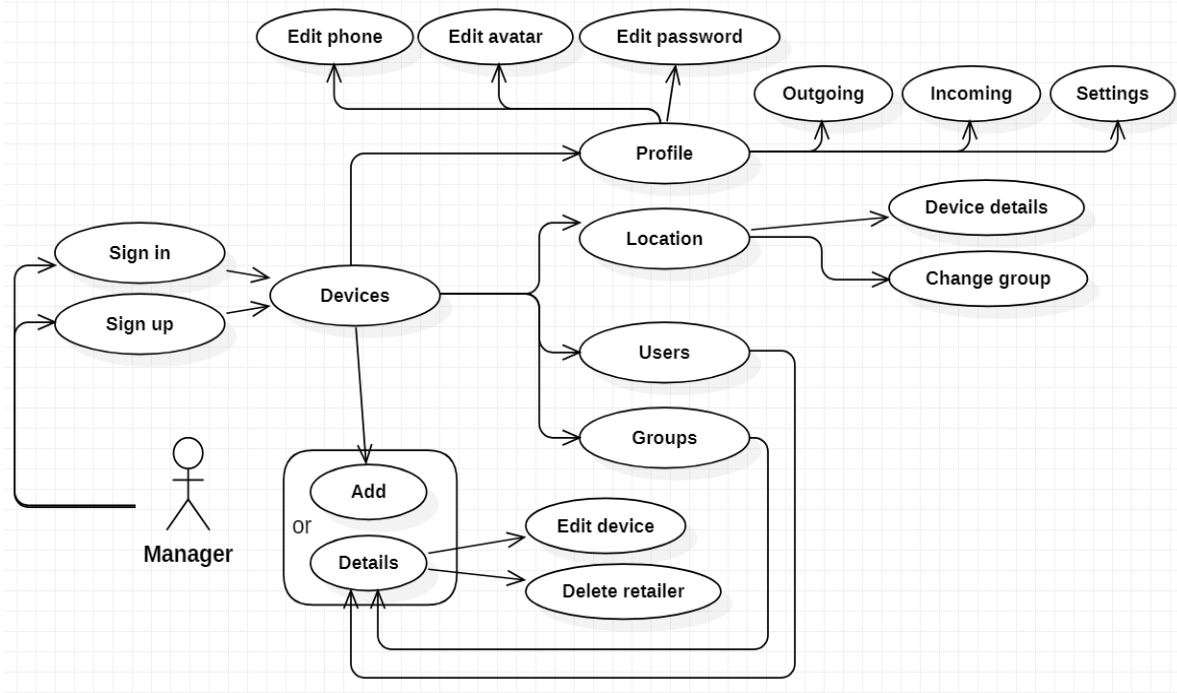 Edit phone
Edit avatar
Edit password
Outgoing
Incoming
Settings
Profile
Device details
Location
Sign in
Change group
Devices
Sign up
Users
Groups
Add
or
Edit device
Details
Manager
Delete retailer